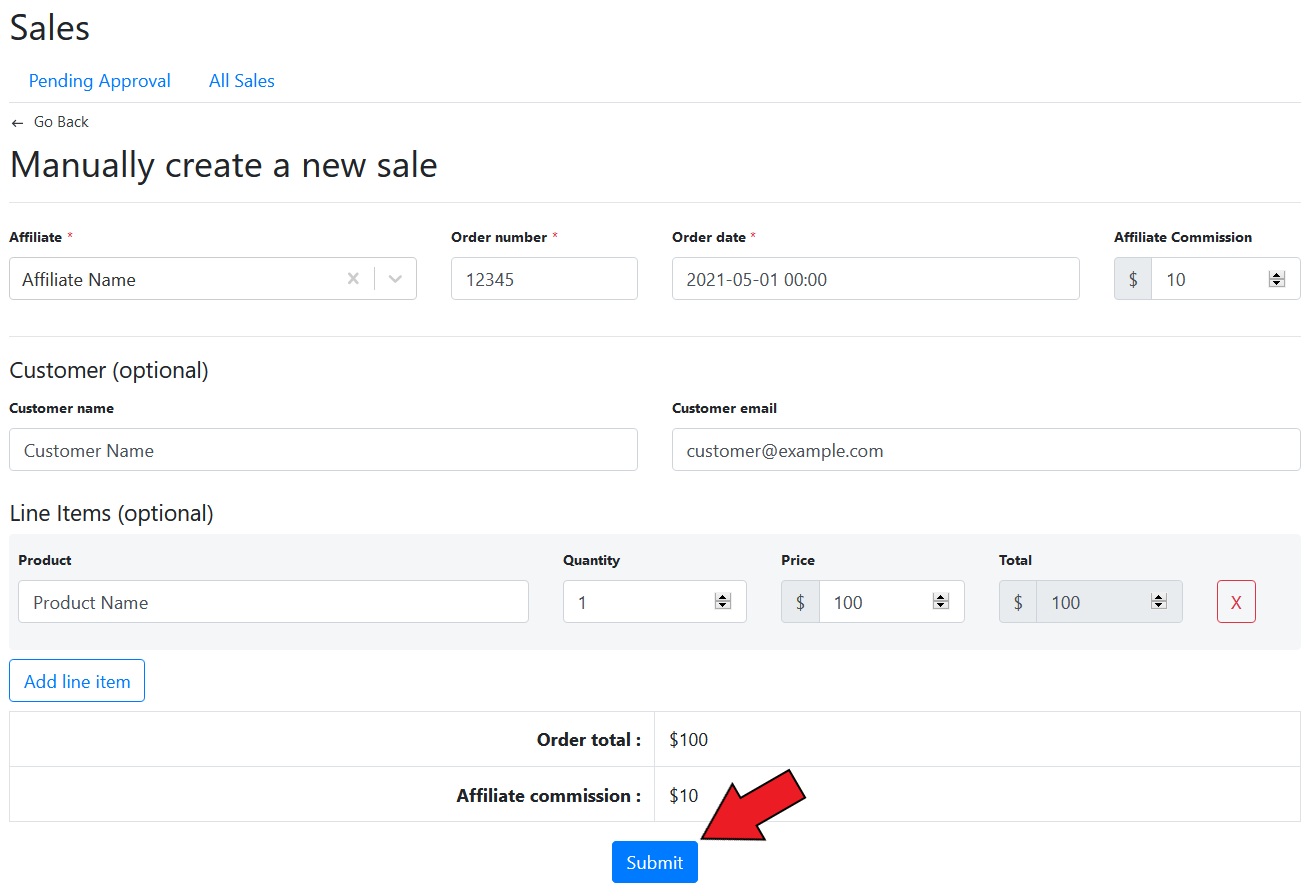 Sales
Pending Approval All Sales
← Go Back
Manually create a new sale
Affiliate * Order number * Order date * Affiliate Commission
Affiliate Name 12345 2021-05-01 00:00 $ 10
Customer (optional)
Customer name Customer email
Customer Name customer@example.com
Line Items (optional)
Product Quantity Price Total
Product Name 1 $ 100 $ 100 X
Add line item
Order total : $100
Affiliate commission : $10
Submit